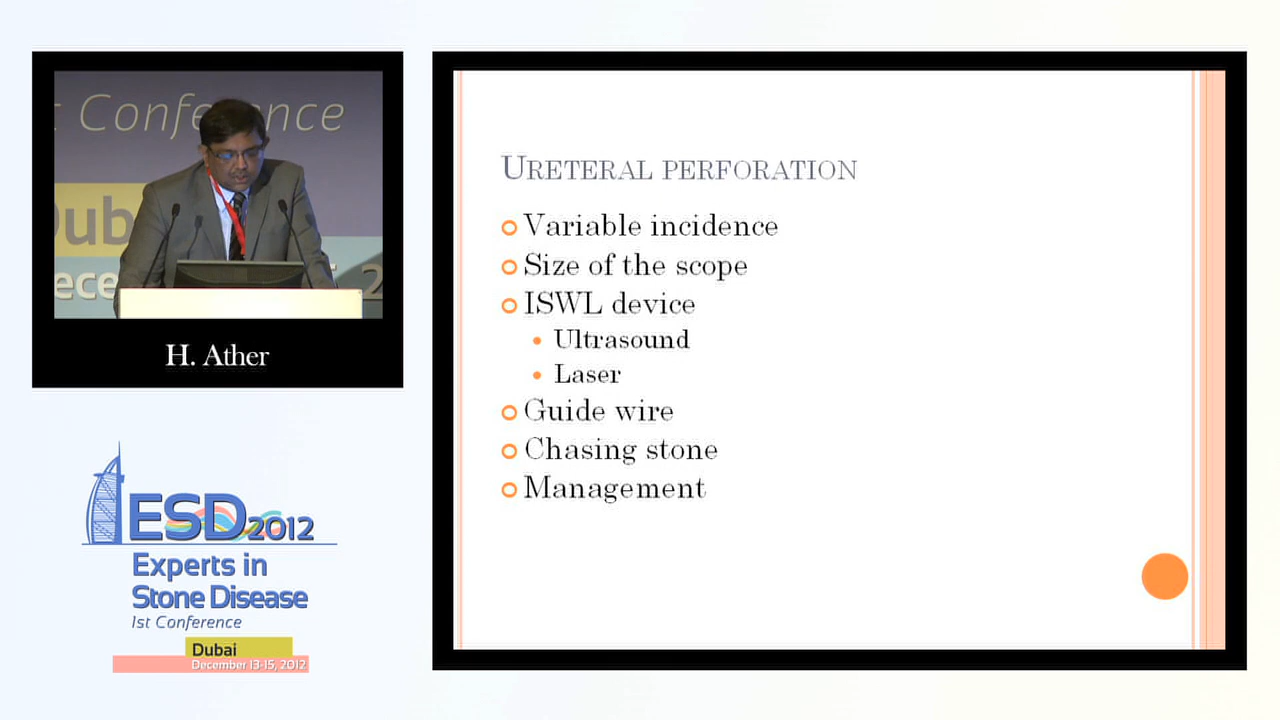 t Conference
Dub
ece
2
H. Ather
ESD 2012
Experts in
Stone Disease
1st Conference
Dubai
December 13-15, 2012
URETERAL PERFORATION
Variable incidence
Size of the scope
ISWL device
Ultrasound
Laser
Guide wire
Chasing stone
Management